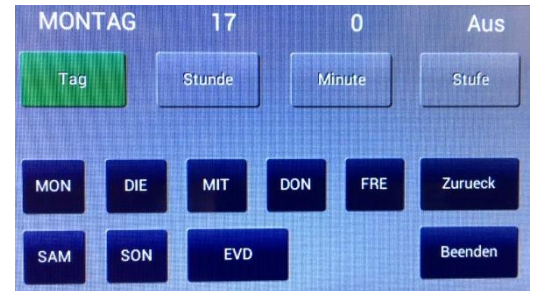 MONTAG 17 0 Aus
Tag Stunde Minute Stufe
MON DIE MIT DON FRE Zurueck
SAM SON EVD Beenden